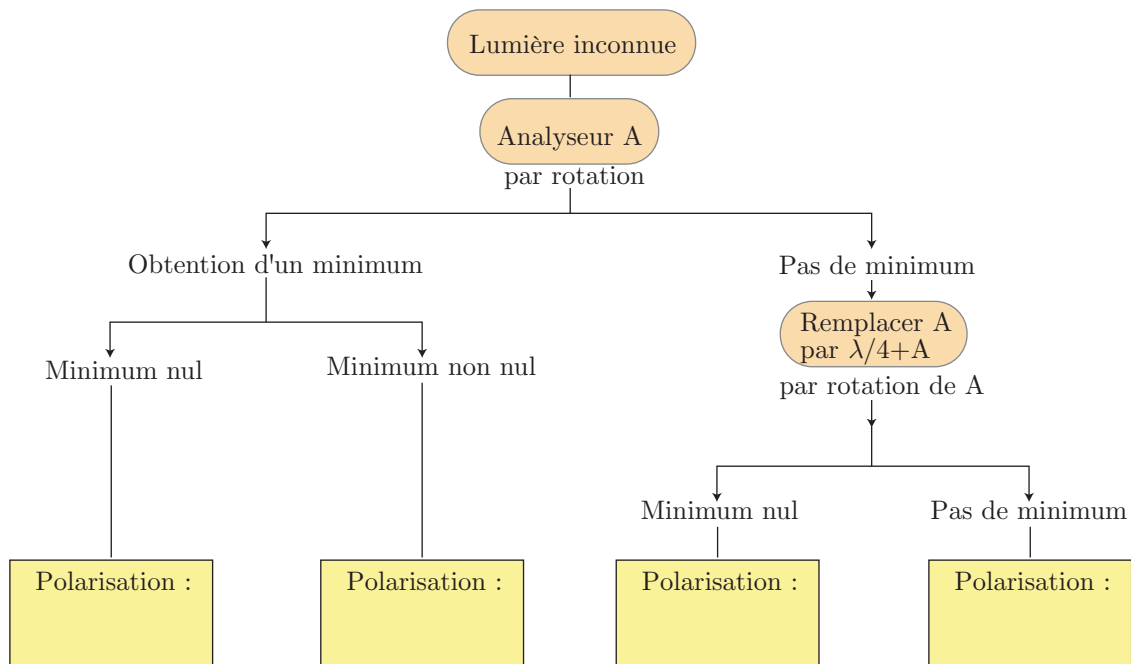 Lumière inconnue
Analyseur A
par rotation
Obtention d'un minimum
Pas de minimum
Remplacer A
par λ/4+A
Minimum nul
Minimum non nul
par rotation de A
Minimum nul
Pas de minimum
Polarisation :
Polarisation :
Polarisation :
Polarisation :